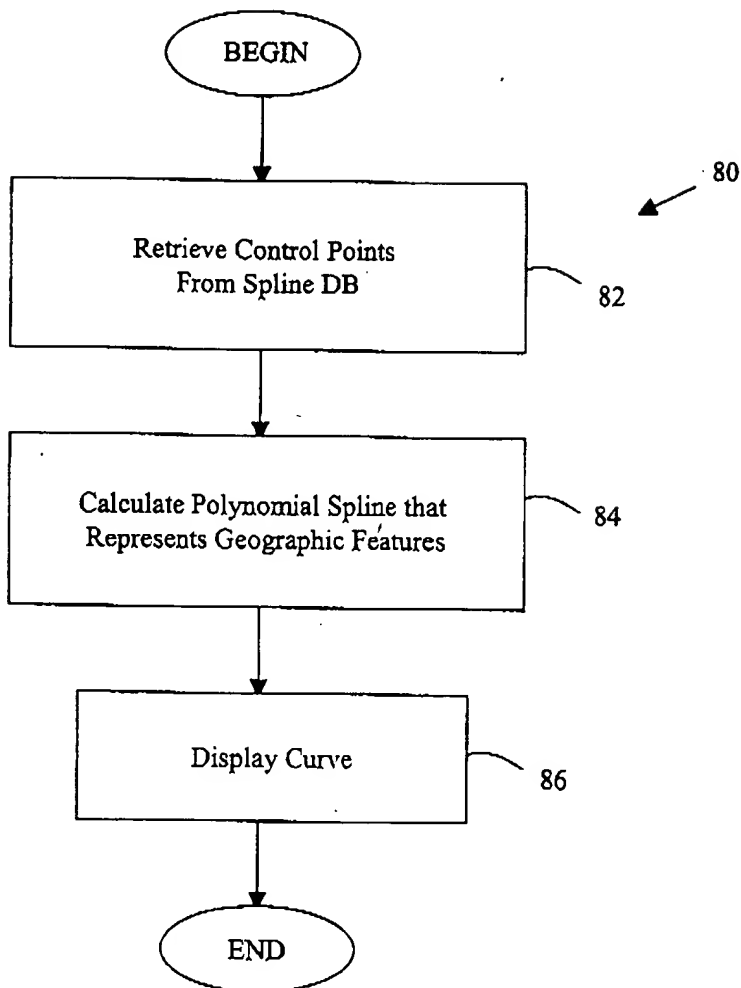 BEGIN
80
Retrieve Control Points
From Spline DB
82
Calculate Polynomial Spline that
Represents Geographic Features
84
Display Curve
86
END